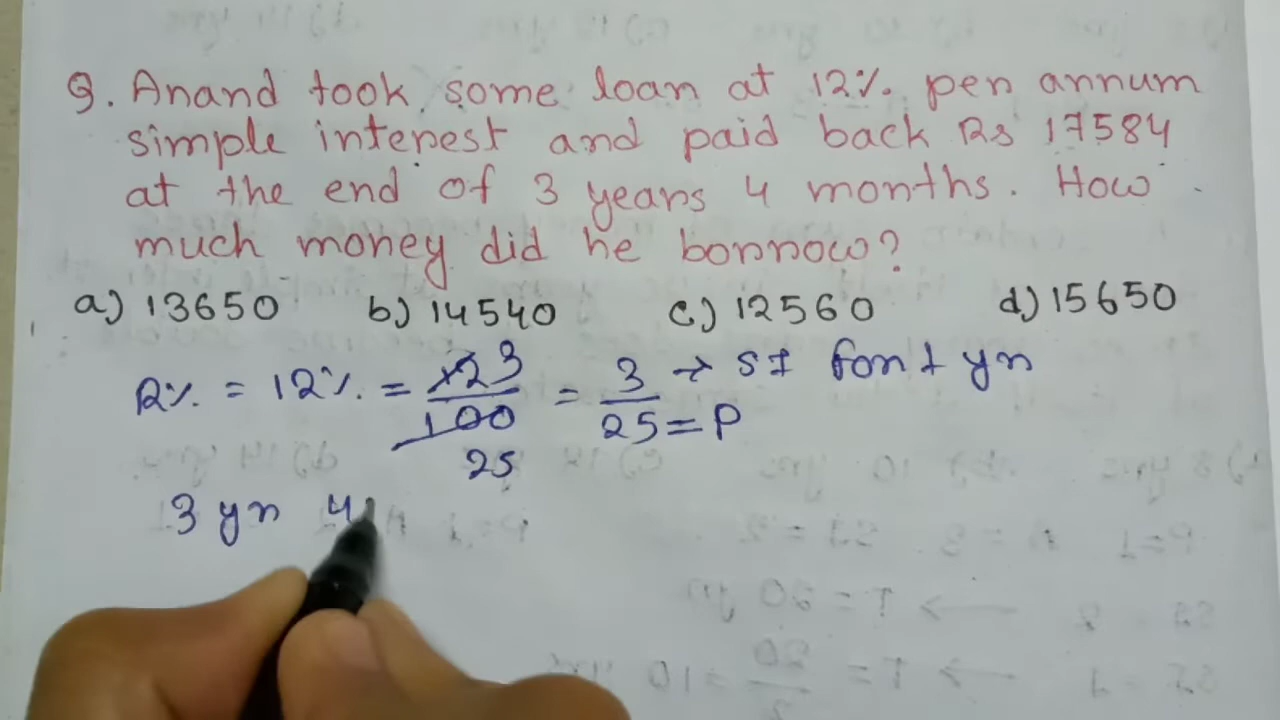 Q. Anand took some loan at 12% per annum
simple interest and paid back Rs 17584
at the end of 3 years 4 months. How
much money did he borrow?
a) 13650 b) 14540 c) 12560 d) 15650
R% = 12% = 12 3 / 100 25 = 3/25 → SI for 1 yr
= P
3 yr 4